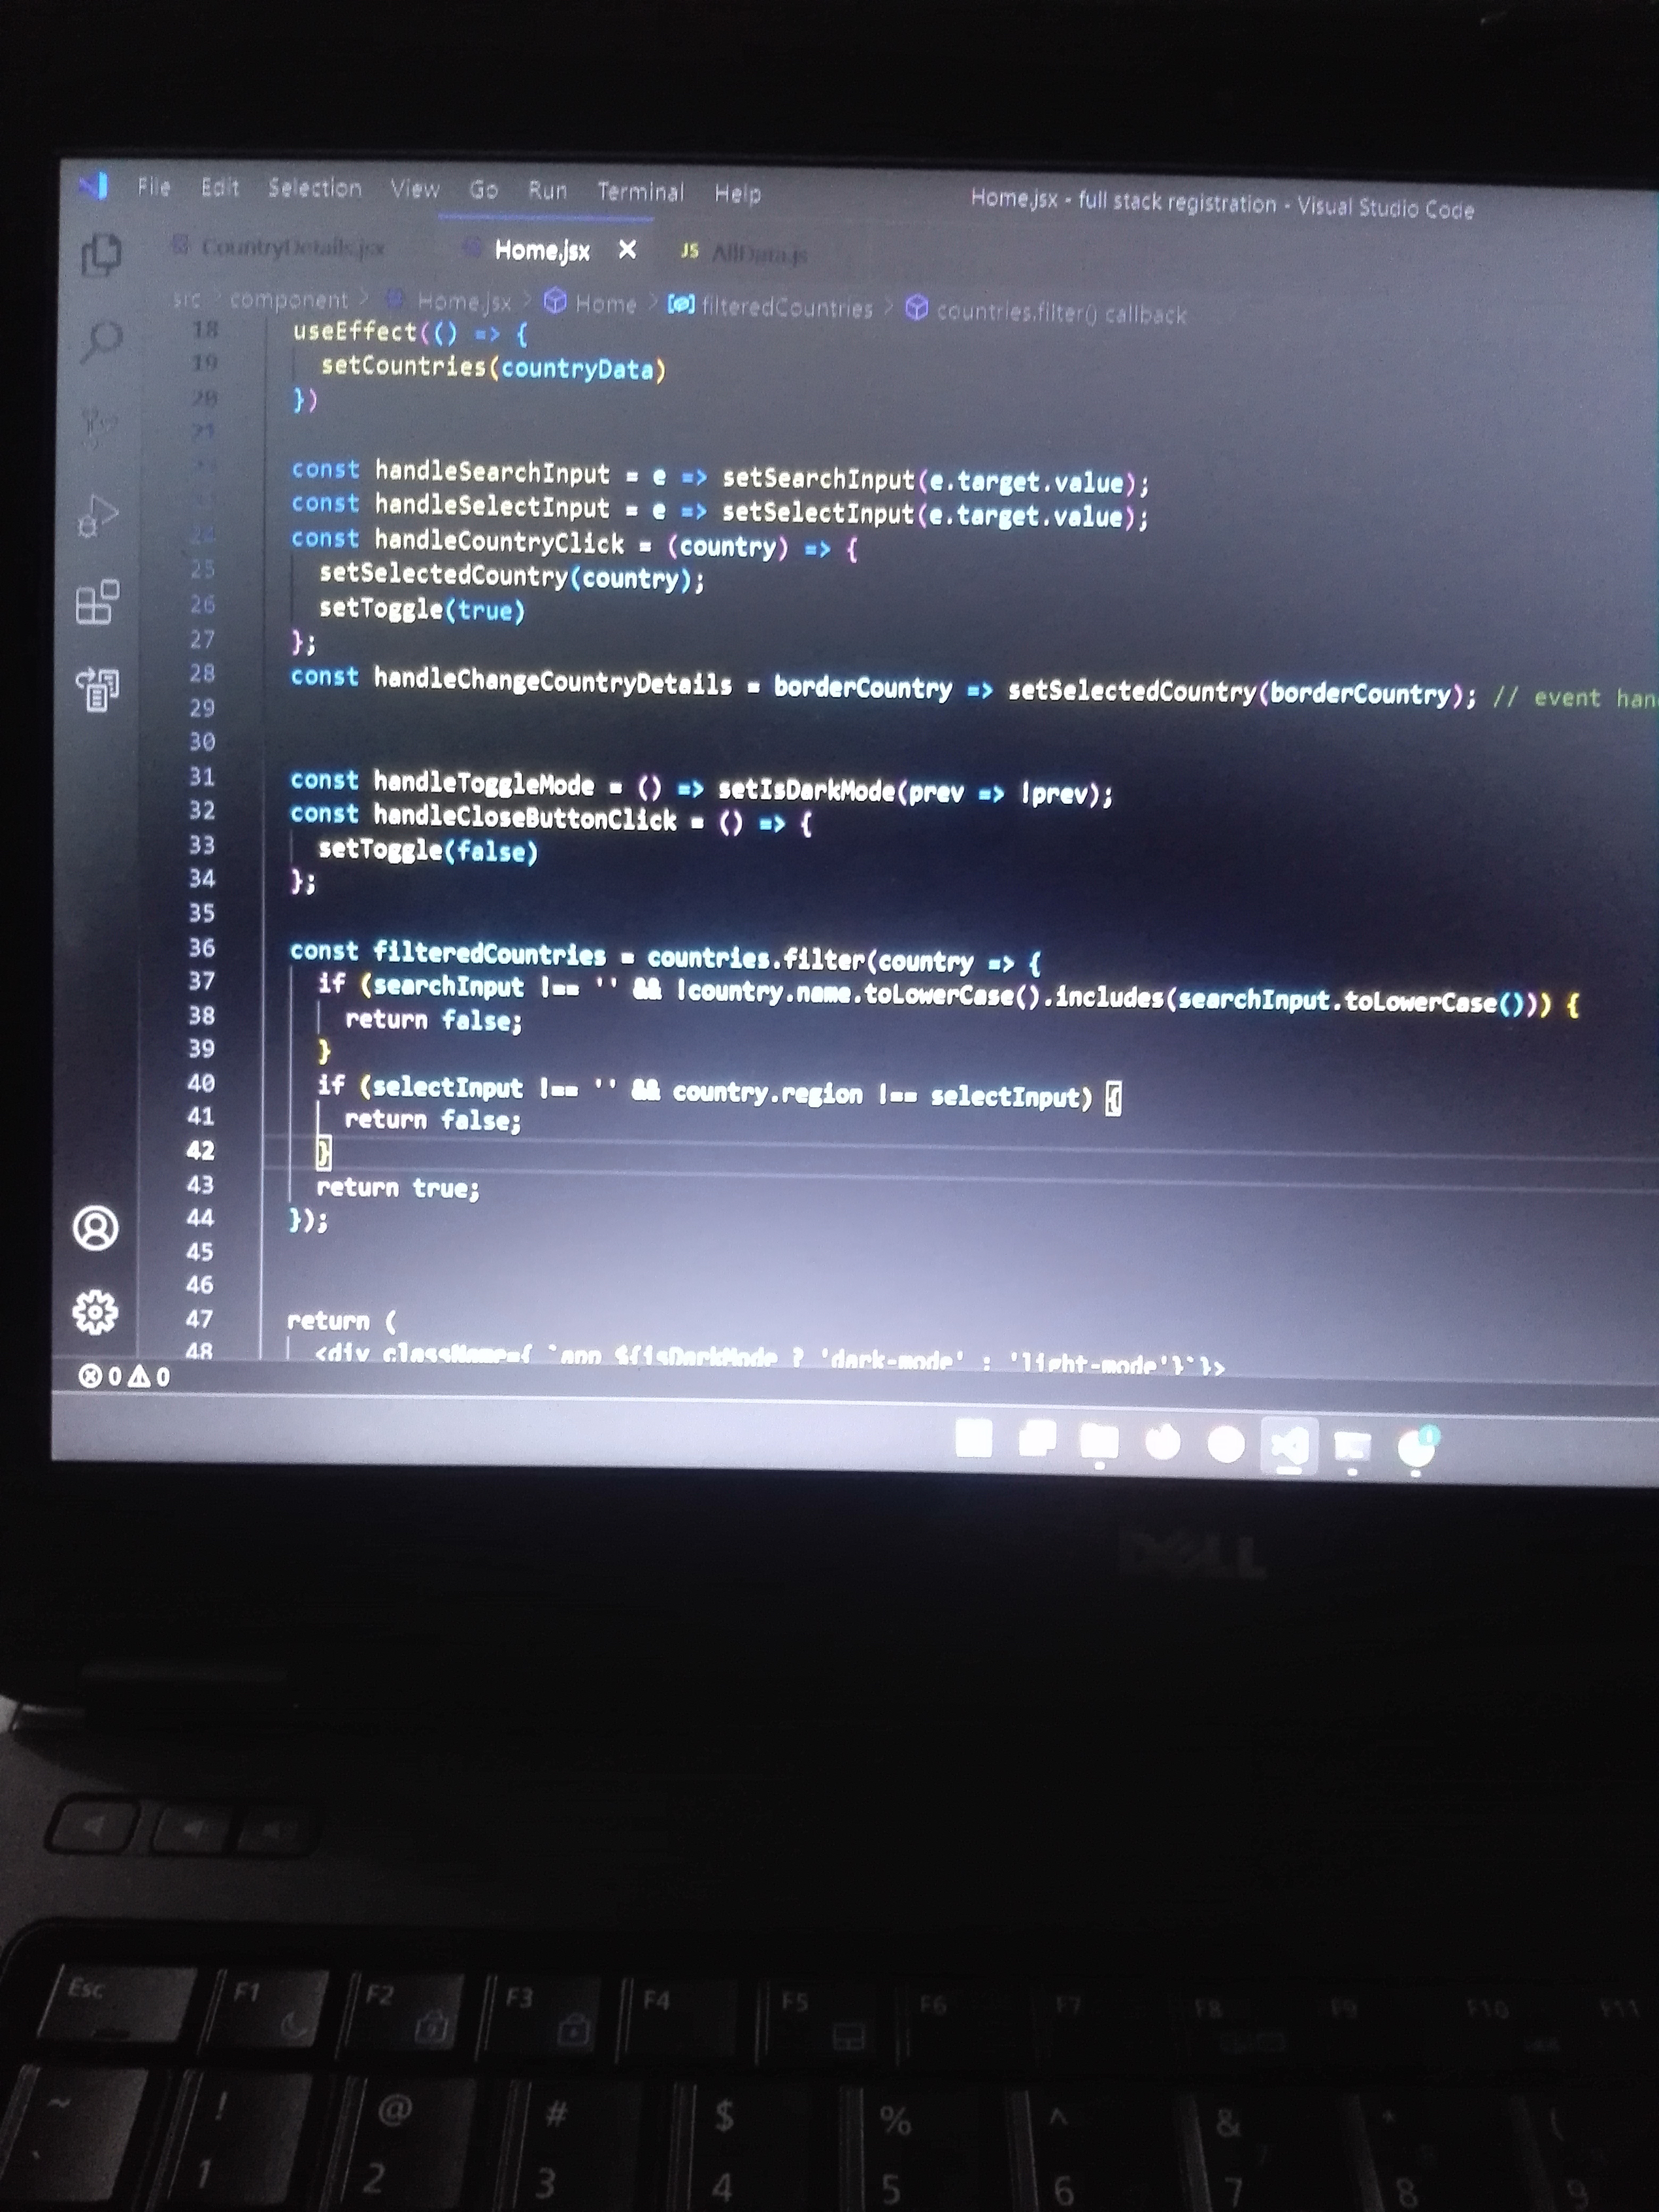 File Edit Selection View Go Run Terminal Help Home.jsx - full stack registration - Visual Studio Code
CountryDetails.jsx Home.jsx × JS AllData.js
src > component > Home.jsx > Home > filteredCountries > countries.filter() callback
18 useEffect(() => {
19 setCountries(countryData)
20 })
21
const handleSearchInput = e => setSearchInput(e.target.value);
const handleSelectInput = e => setSelectInput(e.target.value);
24 const handleCountryClick = (country) => {
25 setSelectedCountry(country);
26 setToggle(true)
27 };
28 const handleChangeCountryDetails = borderCountry => setSelectedCountry(borderCountry); // event han
29
30
31 const handleToggleMode = () => setIsDarkMode(prev => !prev);
32 const handleCloseButtonClick = () => {
33 setToggle(false)
34 };
35
36 const filteredCountries = countries.filter(country => {
37 if (searchInput !== '' && !country.name.toLowerCase().includes(searchInput.toLowerCase())) {
38 return false;
39 }
40 if (selectInput !== '' && country.region !== selectInput) {
41 return false;
42 }
43 return true;
44 });
45
46
47 return (
48 <div className={ `app ${isDarkMode ? 'dark-mode' : 'light-mode'}`}>
0 0
DELL
Esc F1 F2 F3 F4 F5 F6 F7 F8 F9 F10 F11
~ ! @ # $ % ^ & * (
` 1 2 3 4 5 6 7 8 9